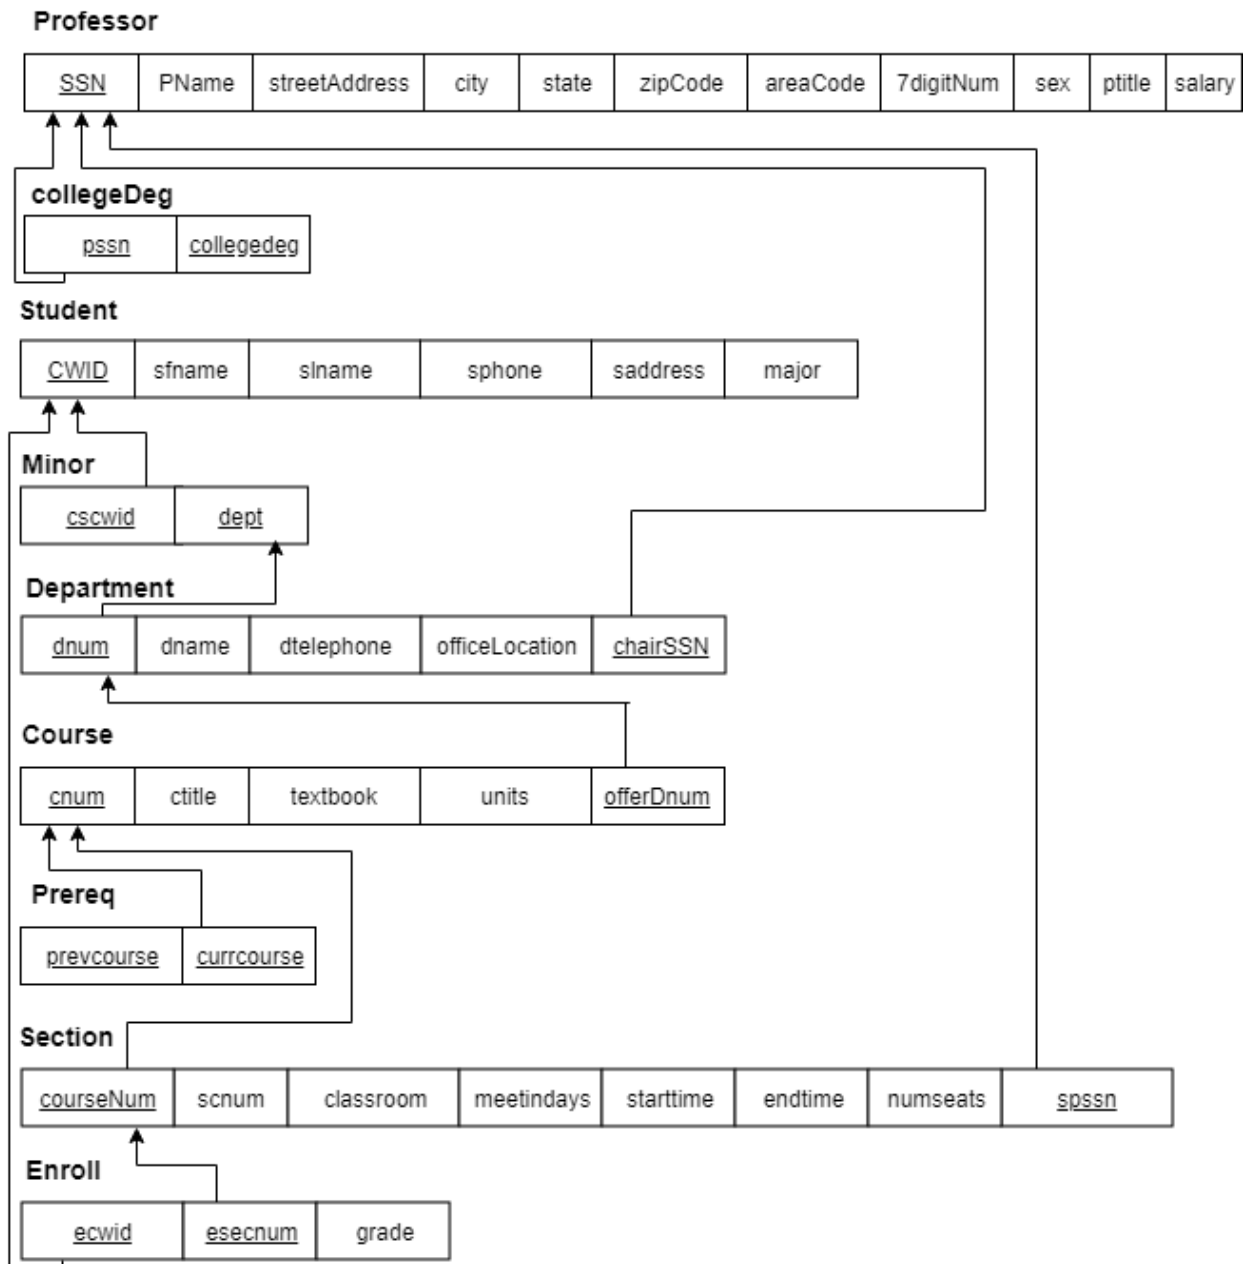 Professor
SSN PName streetAddress city state zipCode areaCode 7digitNum sex ptitle salary
collegeDeg
pssn collegedeg
Student
CWID sfname slname sphone saddress major
Minor
cscwid dept
Department
dnum dname dtelephone officeLocation chairSSN
Course
cnum ctitle textbook units offerDnum
Prereq
prevcourse currcourse
Section
courseNum scnum classroom meetindays starttime endtime numseats spssn
Enroll
ecwid esecnum grade